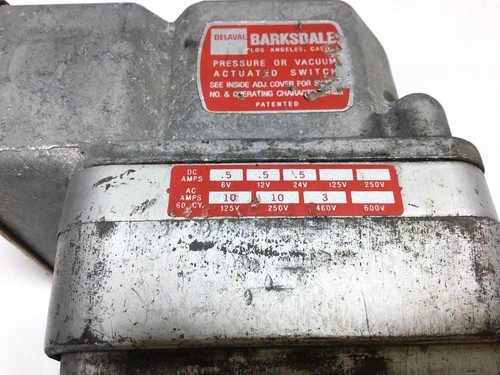 DELAVAL BARKSDALE
LOS ANGELES, CALIF.
PRESSURE OR VACUUM
ACTUATED SWITCH
SEE INSIDE ADJ. COVER FOR
NO. & OPERATING
PATENTED
DC AMPS .5 .5 .5
6V 12V 24V 125V 250V
AC AMPS 60 CY. 10 10 3
125V 250V 480V 600V